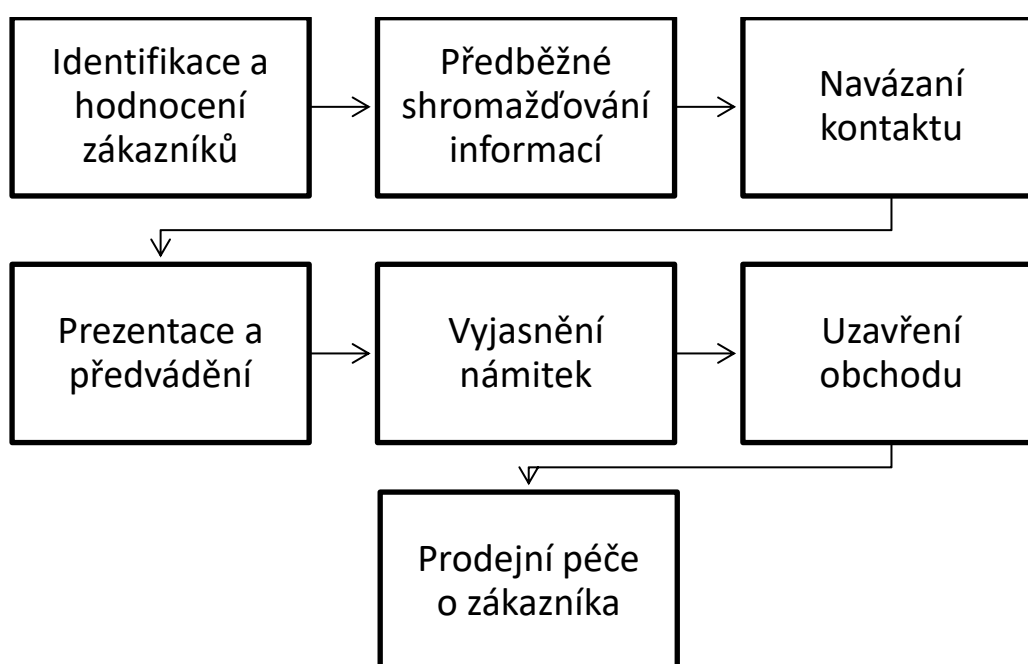 Identifikace a
hodnocení
zákazníků
Předběžné
shromažďování
informací
Navázaní
kontaktu
Prezentace a
předvádění
Vyjasnění
námitek
Uzavření
obchodu
Prodejní péče
o zákazníka